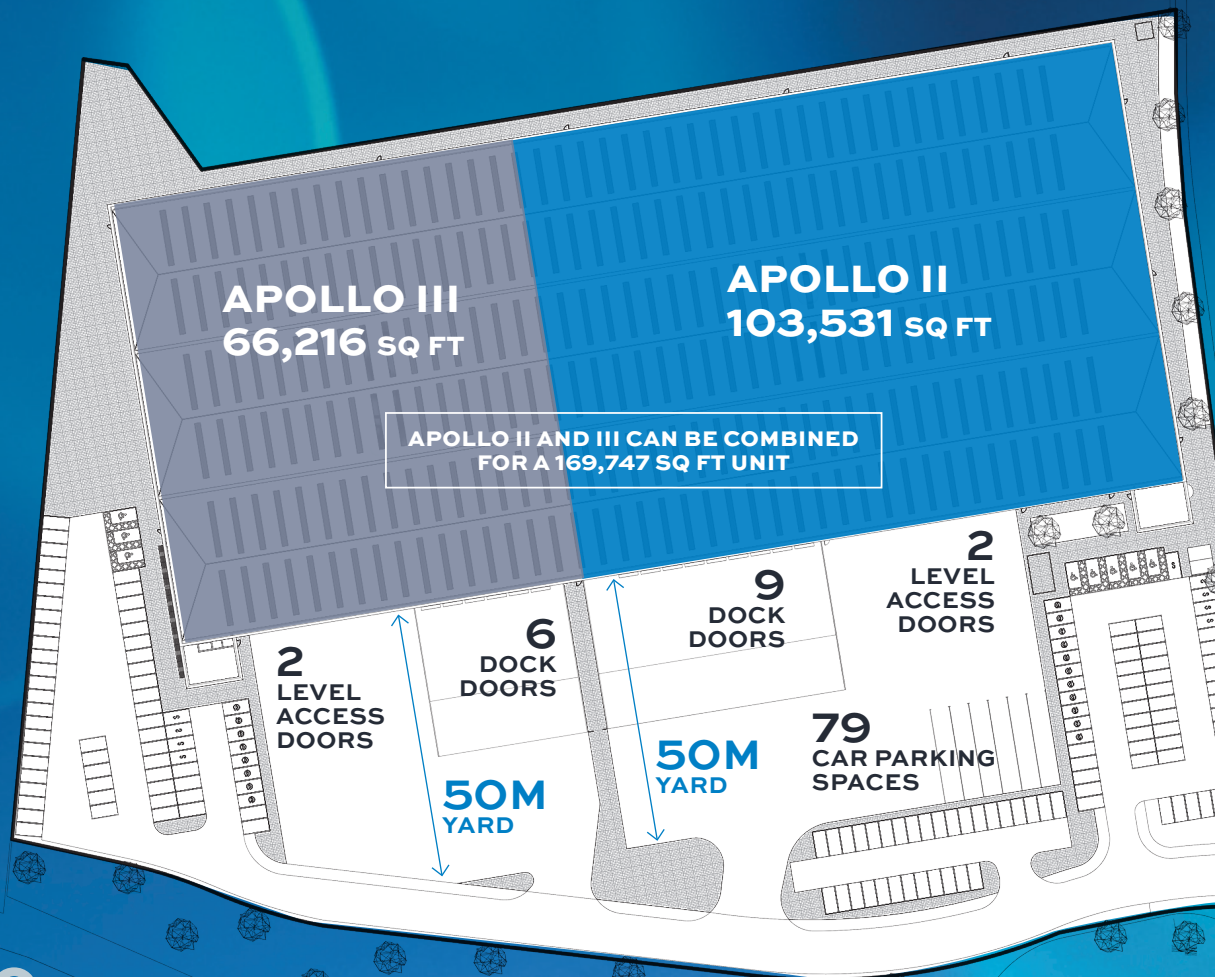 APOLLO III
66,216 SQ FT
APOLLO II
103,531 SQ FT
APOLLO II AND III CAN BE COMBINED
FOR A 169,747 SQ FT UNIT
2
LEVEL
ACCESS
DOORS
6
DOCK
DOORS
9
DOCK
DOORS
2
LEVEL
ACCESS
DOORS
50M
YARD
50M
YARD
79
CAR PARKING
SPACES